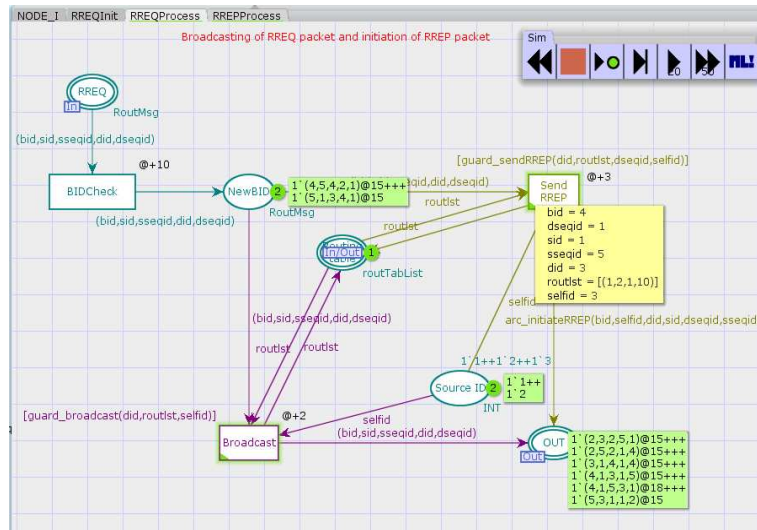 NODE_I RREQInit RREQProcess RREPProcess
Broadcasting of RREQ packet and initiation of RREP packet
Sim
20 50 ML!
RREQ
In
RoutMsg
(bid,sid,sseqid,did,dseqid)
@+10
BIDCheck
(bid,sid,sseqid,did,dseqid)
NewBID
2
RoutMsg
1`(4,5,4,2,1)@15+++
1`(5,1,3,4,1)@15
eqid,did,dseqid)
[guard_sendRREP(did,routlst,dseqid,selfid)]
@+3
Send
RREP
routlst
routlst
In/Out
1
routTabList
bid = 4
dseqid = 1
sid = 1
sseqid = 5
did = 3
routlst = [(1,2,1,10)]
selfid = 3
selfid
arc_initiateRREP(bid,selfid,did,sid,dseqid,sseqid
(bid,sid,sseqid,did,dseqid)
routlst
routlst
1`1++1`2++1`3
Source ID
2
1`1++
1`2
INT
[guard_broadcast(did,routlst,selfid)]
@+2
Broadcast
selfid
(bid,sid,sseqid,did,dseqid)
OUT
Out
1`(2,3,2,5,1)@15+++
1`(2,5,2,1,4)@15+++
1`(3,1,4,1,4)@15+++
1`(4,1,3,1,5)@15+++
1`(4,1,5,3,1)@18+++
1`(5,3,1,1,2)@15